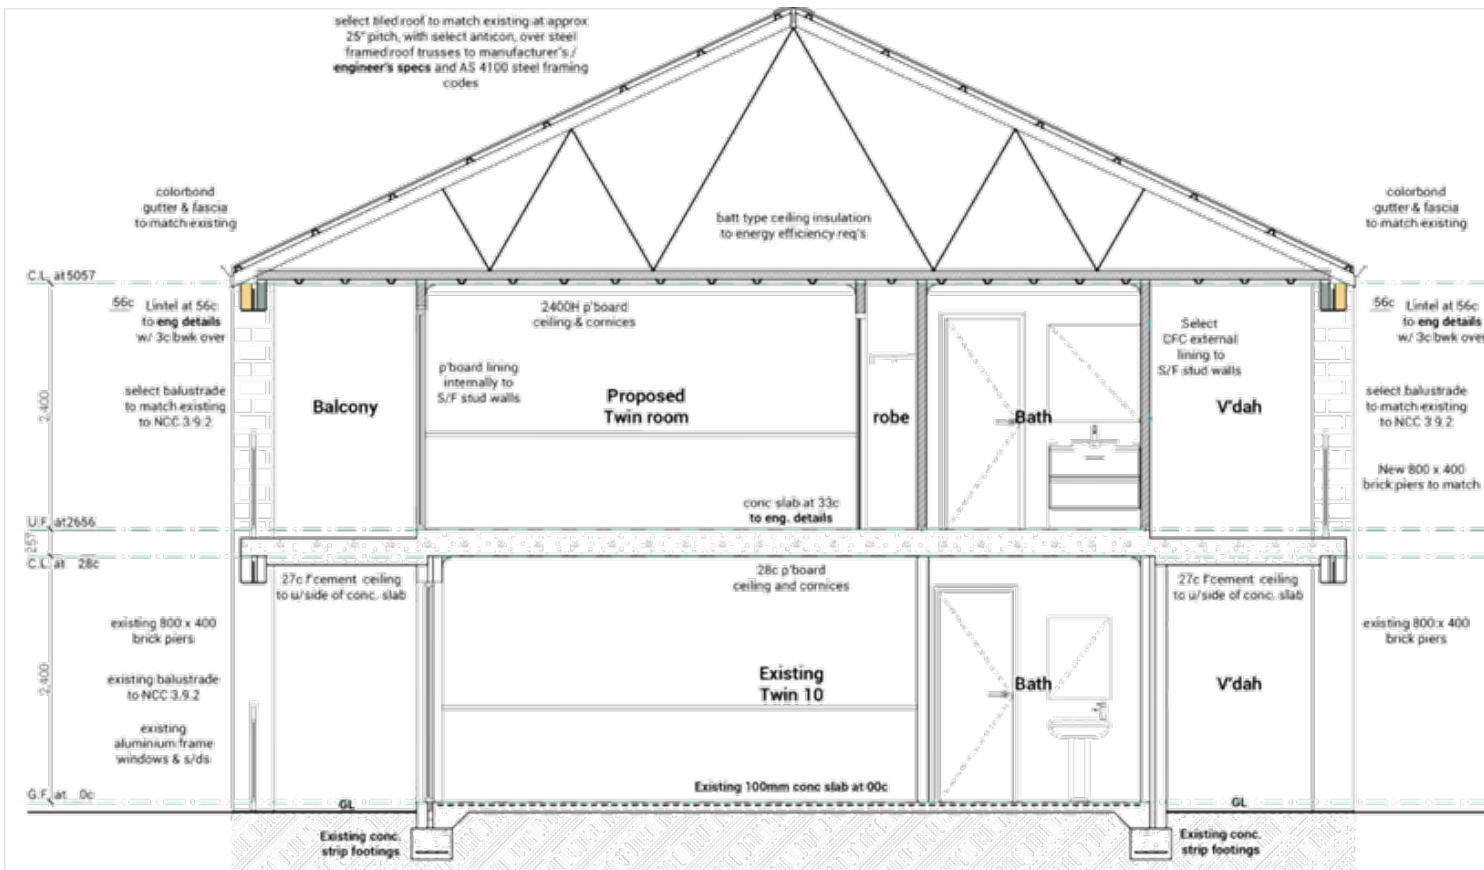 select tiled roof to match existing at approx
25° pitch, with select anticon, over steel
framed roof trusses to manufacturer's /
engineer's specs and AS 4100 steel framing
codes
colorbond
gutter & fascia
to match existing
batt type ceiling insulation
to energy efficiency req's
colorbond
gutter & fascia
to match existing
C.L. at 5057
56c
Lintel at 56c
to eng details
w/ 3c bwk over
2400H p'board
ceiling & cornices
Select
CFC external
lining to
S/F stud walls
56c
Lintel at 56c
to eng details
w/ 3c bwk over
p'board lining
internally to
S/F stud walls
select balustrade
to match existing
to NCC 3.9.2
2,400
Balcony
Proposed
Twin room
robe
Bath
V'dah
select balustrade
to match existing
to NCC 3.9.2
New 800 x 400
brick piers to match
conc slab at 33c
to eng. details
U.F. at 2656
257
C.L. at 28c
27c f'cement ceiling
to u/side of conc. slab
28c p'board
ceiling and cornices
27c f'cement ceiling
to u/side of conc. slab
existing 800 x 400
brick piers
existing 800 x 400
brick piers
2,400
existing balustrade
to NCC 3.9.2
Existing
Twin 10
Bath
V'dah
existing
aluminium frame
windows & s/ds
Existing 100mm conc slab at 00c
G.F. at 0c
GL
GL
Existing conc.
strip footings
Existing conc.
strip footings